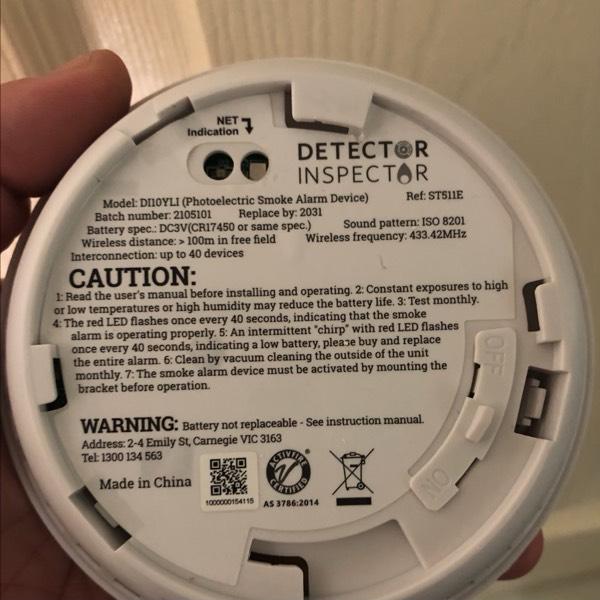 NET
Indication
DETECTOR
INSPECTOR
Model: DI10YLI (Photoelectric Smoke Alarm Device) Ref: ST511E
Batch number: 2105101 Replace by: 2031
Battery spec.: DC3V(CR17450 or same spec.) Sound pattern: ISO 8201
Wireless distance: > 100m in free field Wireless frequency: 433.42MHz
Interconnection: up to 40 devices
CAUTION:
1: Read the user's manual before installing and operating. 2: Constant exposures to high
or low temperatures or high humidity may reduce the battery life. 3: Test monthly.
4: The red LED flashes once every 40 seconds, indicating that the smoke
alarm is operating properly. 5: An intermittent "chirp" with red LED flashes
once every 40 seconds, indicating a low battery, please buy and replace
the entire alarm. 6: Clean by vacuum cleaning the outside of the unit
monthly. 7: The smoke alarm device must be activated by mounting the
bracket before operation.
OFF
ON
WARNING: Battery not replaceable - See instruction manual.
Address: 2-4 Emily St, Carnegie VIC 3163
Tel: 1300 134 563
Made in China
1000000154115
ACTIVFIRE
CERTIFIED
AS 3786:2014